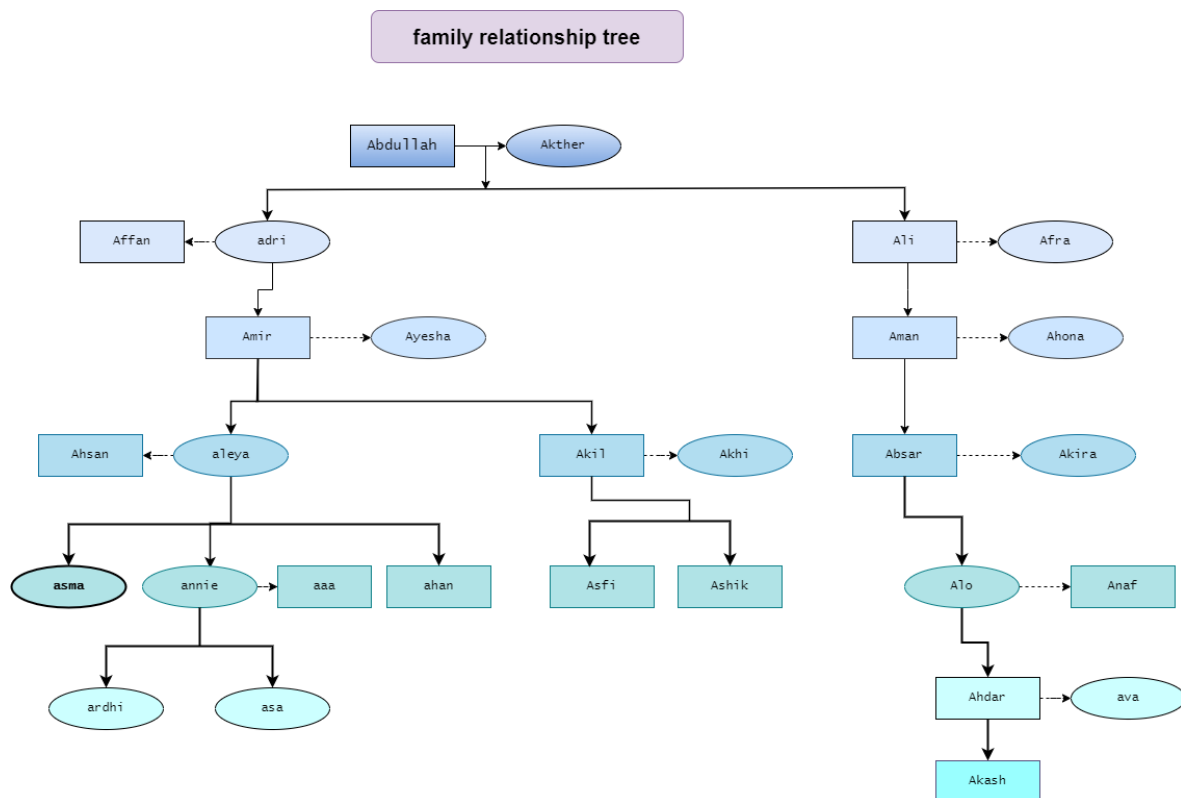 family relationship tree
Abdullah
Akther
Affan
adri
Ali
Afra
Amir
Ayesha
Aman
Ahona
Ahsan
aleya
Akil
Akhi
Absar
Akira
asma
annie
aaa
ahan
Asfi
Ashik
Alo
Anaf
ardhi
asa
Ahdar
ava
Akash